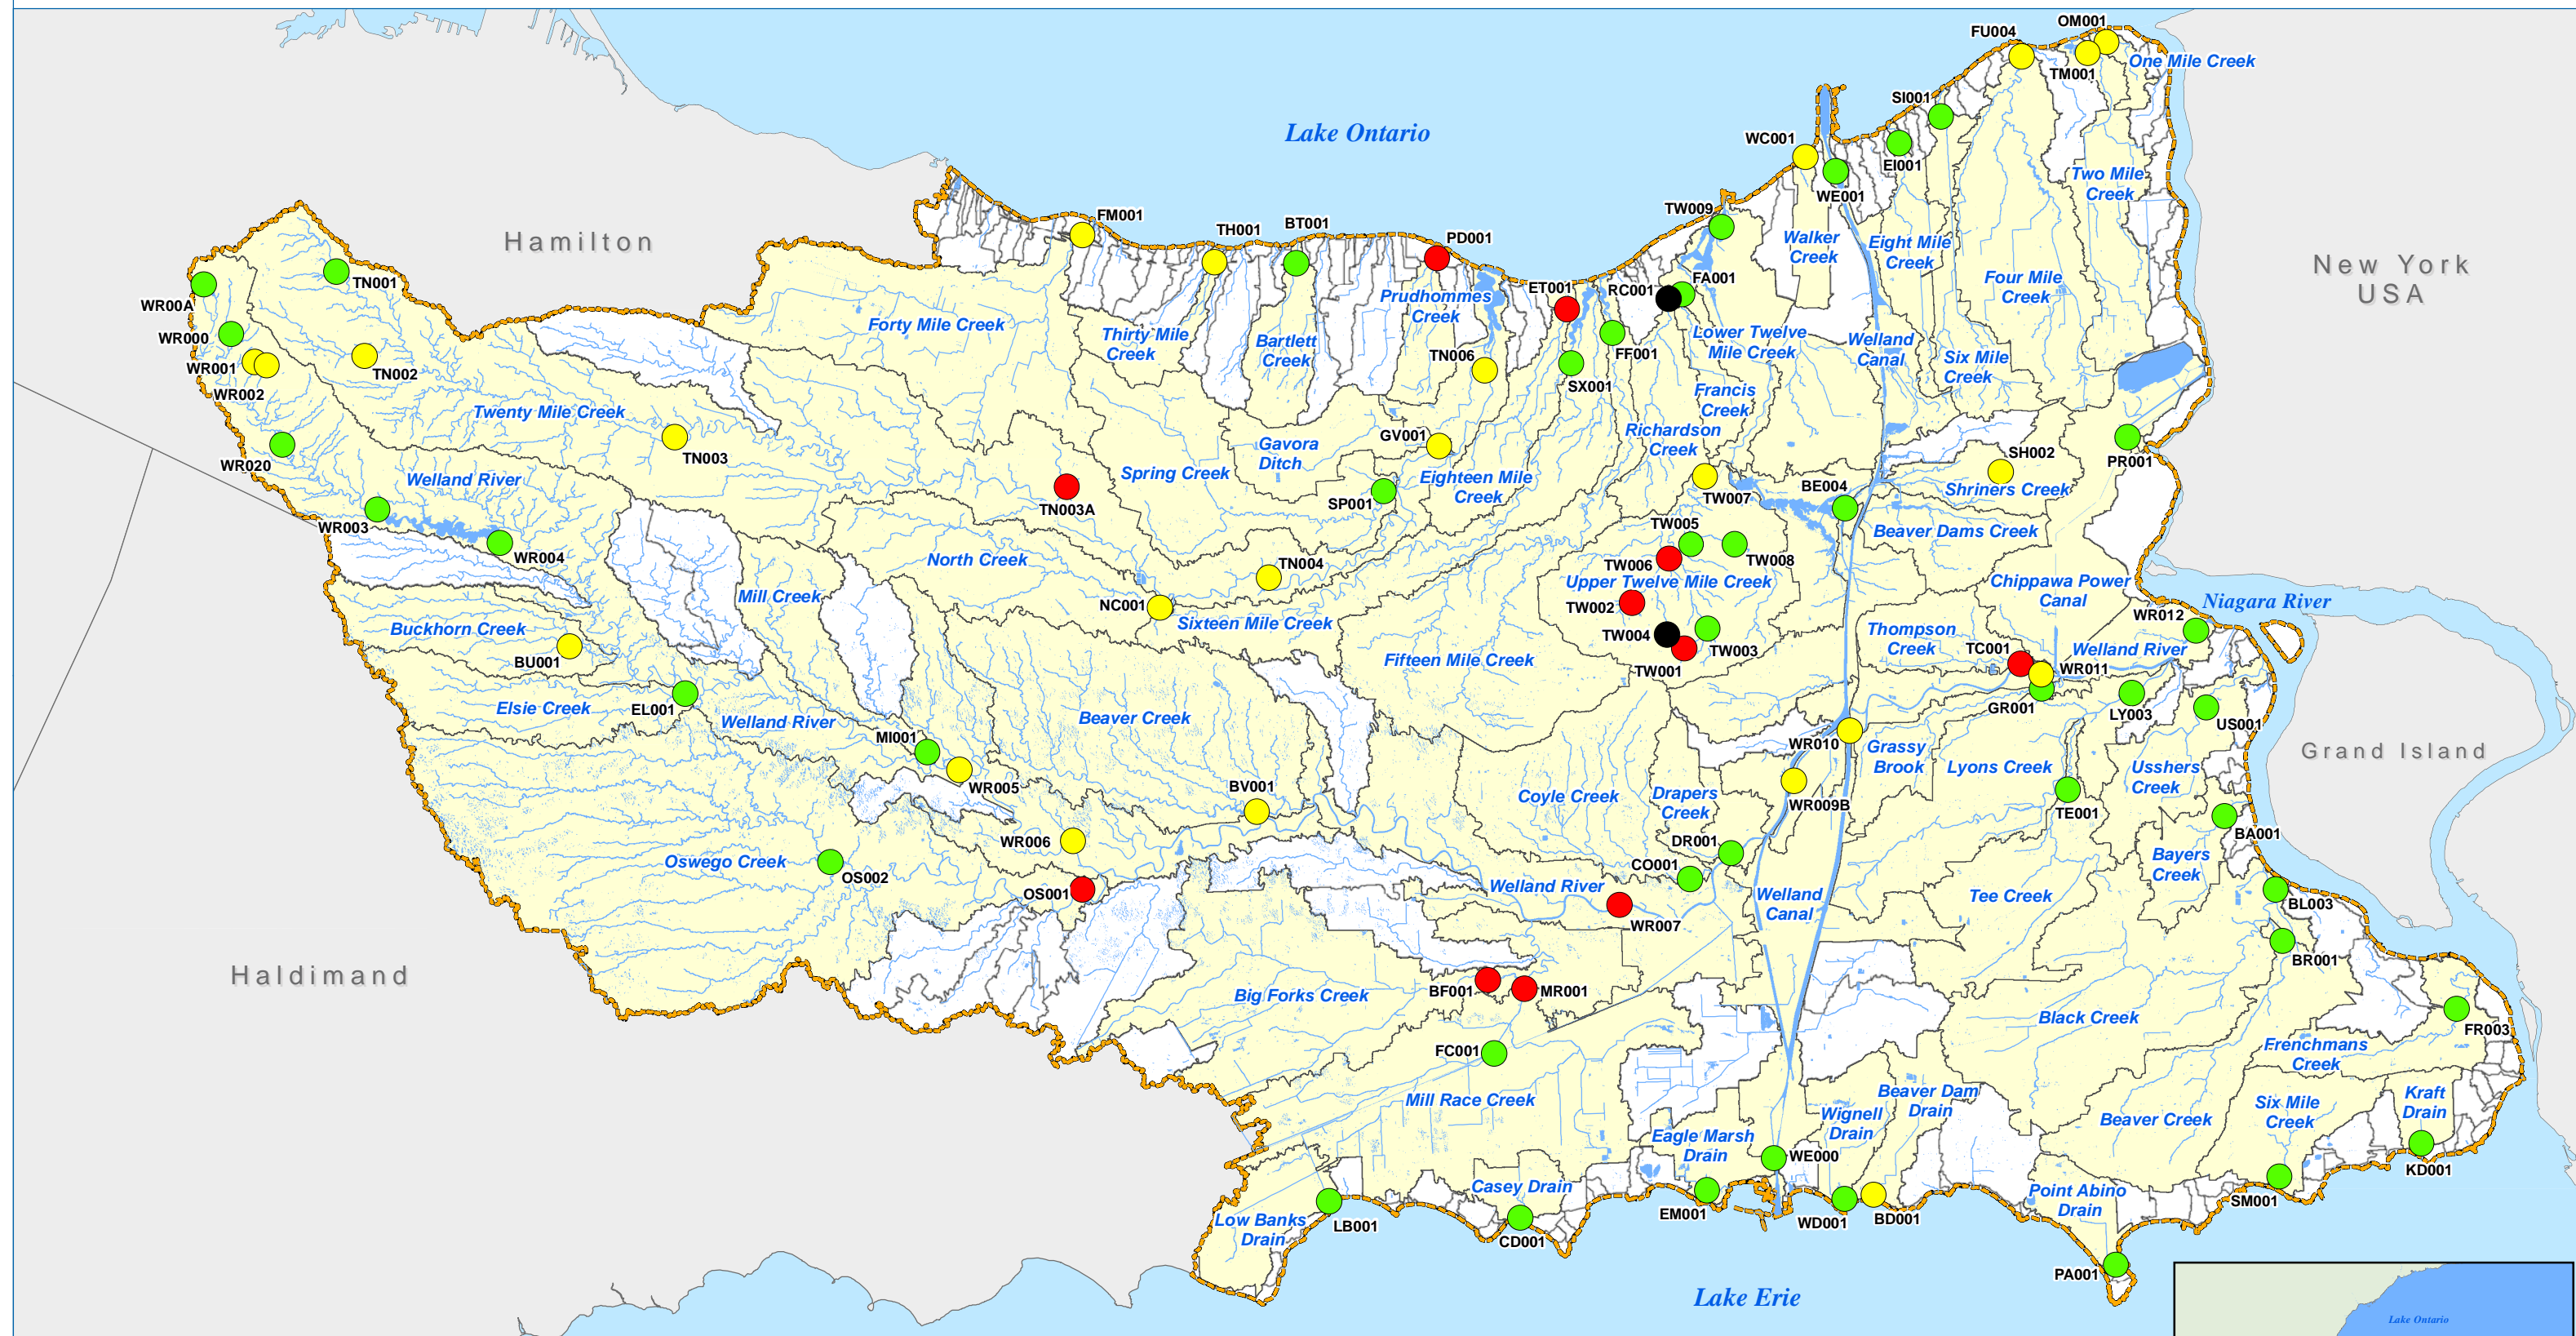 OM001
FU004
One Mile Creek
TM001
SI001
Lake Ontario
WC001
EI001
Two Mile
Creek
WE001
TW009
FM001
TH001
BT001
PD001
Walker
Creek
Eight Mile
Creek
Hamilton
New York
USA
TN001
WR00A
ET001
RC001
FA001
Four Mile
Creek
Prudhommes
Creek
Forty Mile Creek
Thirty Mile
Creek
Bartlett
Creek
Lower Twelve
Mile Creek
WR000
FF001
Welland
Canal
Six Mile
Creek
WR001
TN002
TN006
SX001
WR002
Francis
Creek
Twenty Mile Creek
Richardson
Creek
GV001
Gavora
Ditch
TN003
SH002
PR001
WR020
Spring Creek
Eighteen Mile
Creek
Welland River
Shriners Creek
BE004
TW007
SP001
TN003A
WR003
TW005
Beaver Dams Creek
WR004
North Creek
TN004
TW006
TW008
Upper Twelve Mile Creek
Chippawa Power
Canal
Mill Creek
NC001
TW002
Niagara River
WR012
Buckhorn Creek
Sixteen Mile Creek
TW004
Thompson
Creek
TW003
TC001
Welland River
BU001
Fifteen Mile Creek
TW001
WR011
Elsie Creek
EL001
GR001
LY003
US001
Welland River
Beaver Creek
MI001
WR010
Grassy
Brook
Grand Island
Lyons Creek
Usshers
Creek
WR005
BV001
Coyle Creek
Drapers
Creek
WR009B
TE001
BA001
WR006
DR001
Oswego Creek
OS002
CO001
Bayers
Creek
OS001
Welland River
Welland
Canal
Tee Creek
BL003
WR007
BR001
Haldimand
BF001
MR001
Big Forks Creek
Black Creek
FR003
FC001
Frenchmans
Creek
Mill Race Creek
Beaver Dam
Drain
Wignell
Drain
Kraft
Drain
Six Mile
Creek
Beaver Creek
Eagle Marsh
Drain
WE000
KD001
Casey Drain
Point Abino
Drain
SM001
EM001
WD001
BD001
Low Banks
Drain
LB001
CD001
PA001
Lake Erie
Lake Ontario